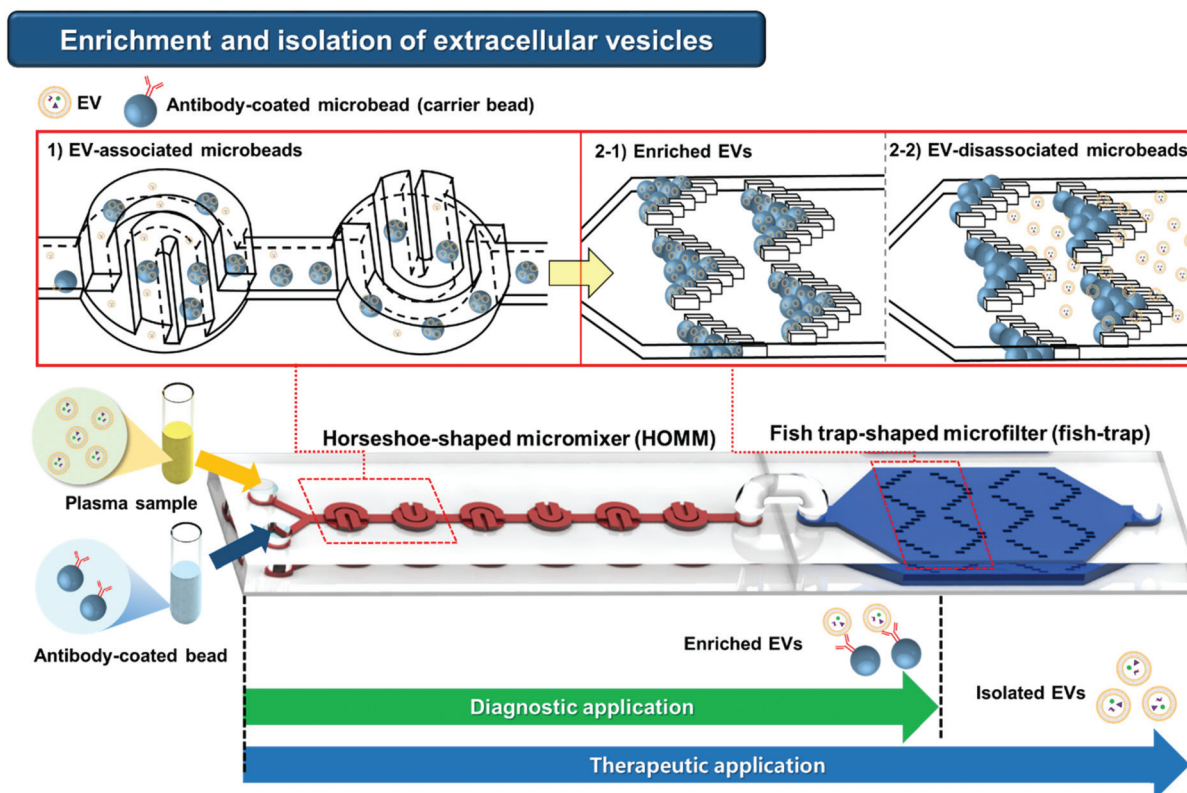 Enrichment and isolation of extracellular vesicles
EV
Antibody-coated microbead (carrier bead)
1) EV-associated microbeads
2-1) Enriched EVs
2-2) EV-disassociated microbeads
Horseshoe-shaped micromixer (HOMM)
Fish trap-shaped microfilter (fish-trap)
Plasma sample
Antibody-coated bead
Enriched EVs
Isolated EVs
Diagnostic application
Therapeutic application